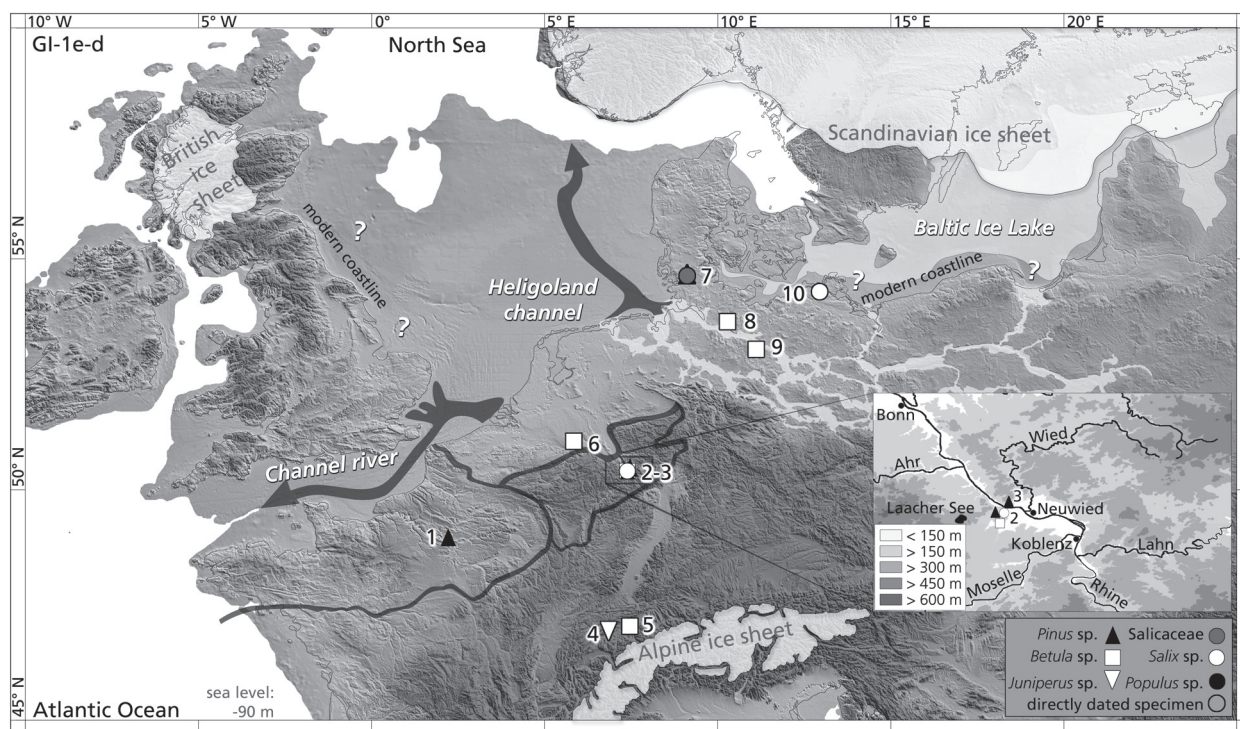 10° W 5° W 0° 5° E 10° E 15° E 20° E
GI-1e-d
North Sea
British
ice
sheet
Scandinavian ice sheet
modern coastline
?
55° N
Baltic Ice Lake
?
?
modern coastline
Heligoland
channel
7
10
8
9
?
Bonn
Wied
Ahr
Channel river
6
2-3
50° N
Laacher See
3
2
Neuwied
Koblenz
Lahn
Moselle
Rhine
< 150 m
> 150 m
> 300 m
> 450 m
> 600 m
1
4
5
Alpine ice sheet
Pinus sp. Salicaceae
Betula sp. Salix sp.
Juniperus sp. Populus sp.
directly dated specimen
45° N
sea level:
-90 m
Atlantic Ocean